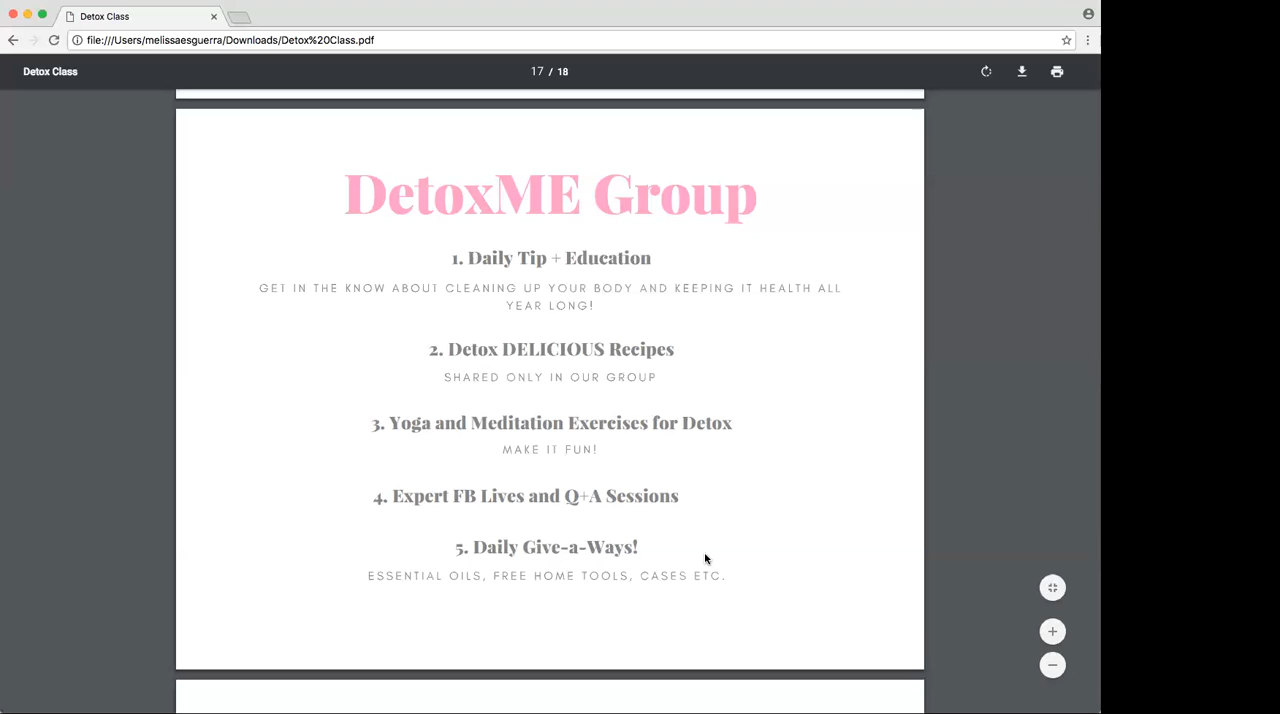 Detox Class
file:///Users/melissaesguerra/Downloads/Detox%20Class.pdf
Detox Class
17 / 18
DetoxME Group
1. Daily Tip + Education
GET IN THE KNOW ABOUT CLEANING UP YOUR BODY AND KEEPING IT HEALTH ALL
YEAR LONG!
2. Detox DELICIOUS Recipes
SHARED ONLY IN OUR GROUP
3. Yoga and Meditation Exercises for Detox
MAKE IT FUN!
4. Expert FB Lives and Q+A Sessions
5. Daily Give-a-Ways!
ESSENTIAL OILS, FREE HOME TOOLS, CASES ETC.